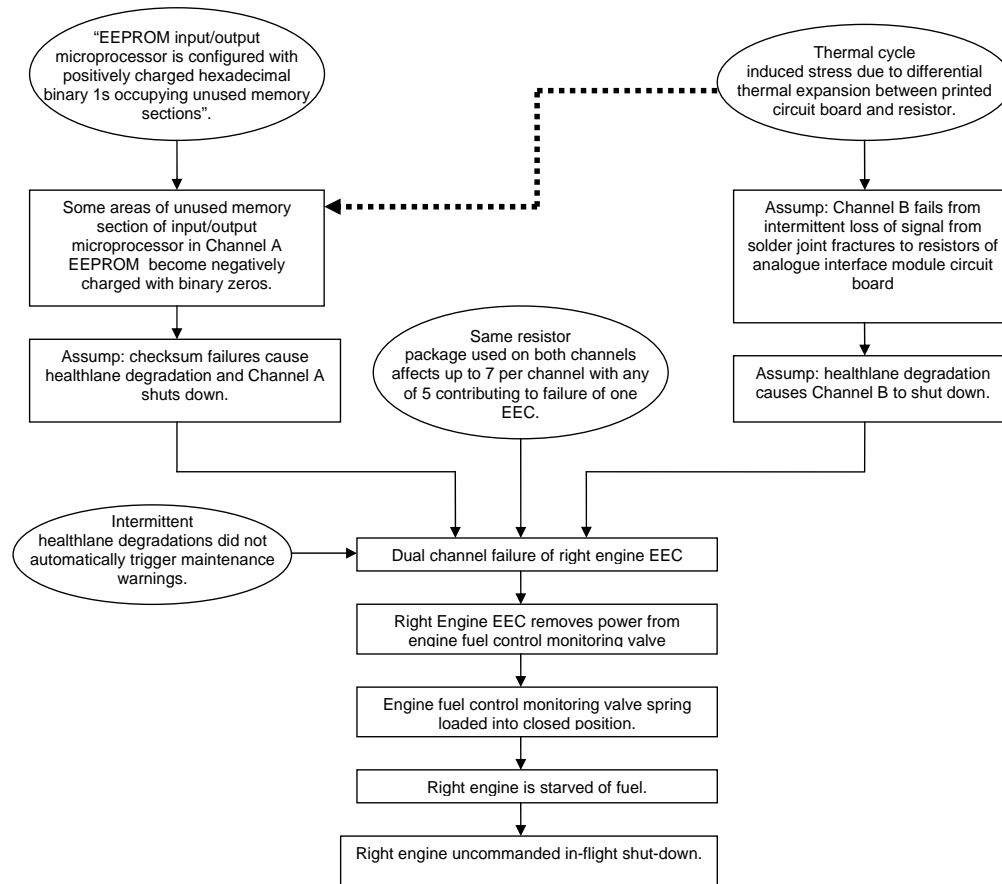 “EEPROM input/output
microprocessor is configured with
positively charged hexadecimal
binary 1s occupying unused memory
sections”.
Thermal cycle
induced stress due to differential
thermal expansion between printed
circuit board and resistor.
Some areas of unused memory
section of input/output
microprocessor in Channel A
EEPROM become negatively
charged with binary zeros.
Assump: Channel B fails from
intermittent loss of signal from
solder joint fractures to resistors of
analogue interface module circuit
board
Assump: checksum failures cause
healthlane degradation and Channel A
shuts down.
Same resistor
package used on both channels
affects up to 7 per channel with any
of 5 contributing to failure of one
EEC.
Assump: healthlane degradation
causes Channel B to shut down.
Intermittent
healthlane degradations did not
automatically trigger maintenance
warnings.
Dual channel failure of right engine EEC
Right Engine EEC removes power from
engine fuel control monitoring valve
Engine fuel control monitoring valve spring
loaded into closed position.
Right engine is starved of fuel.
Right engine uncommanded in-flight shut-down.